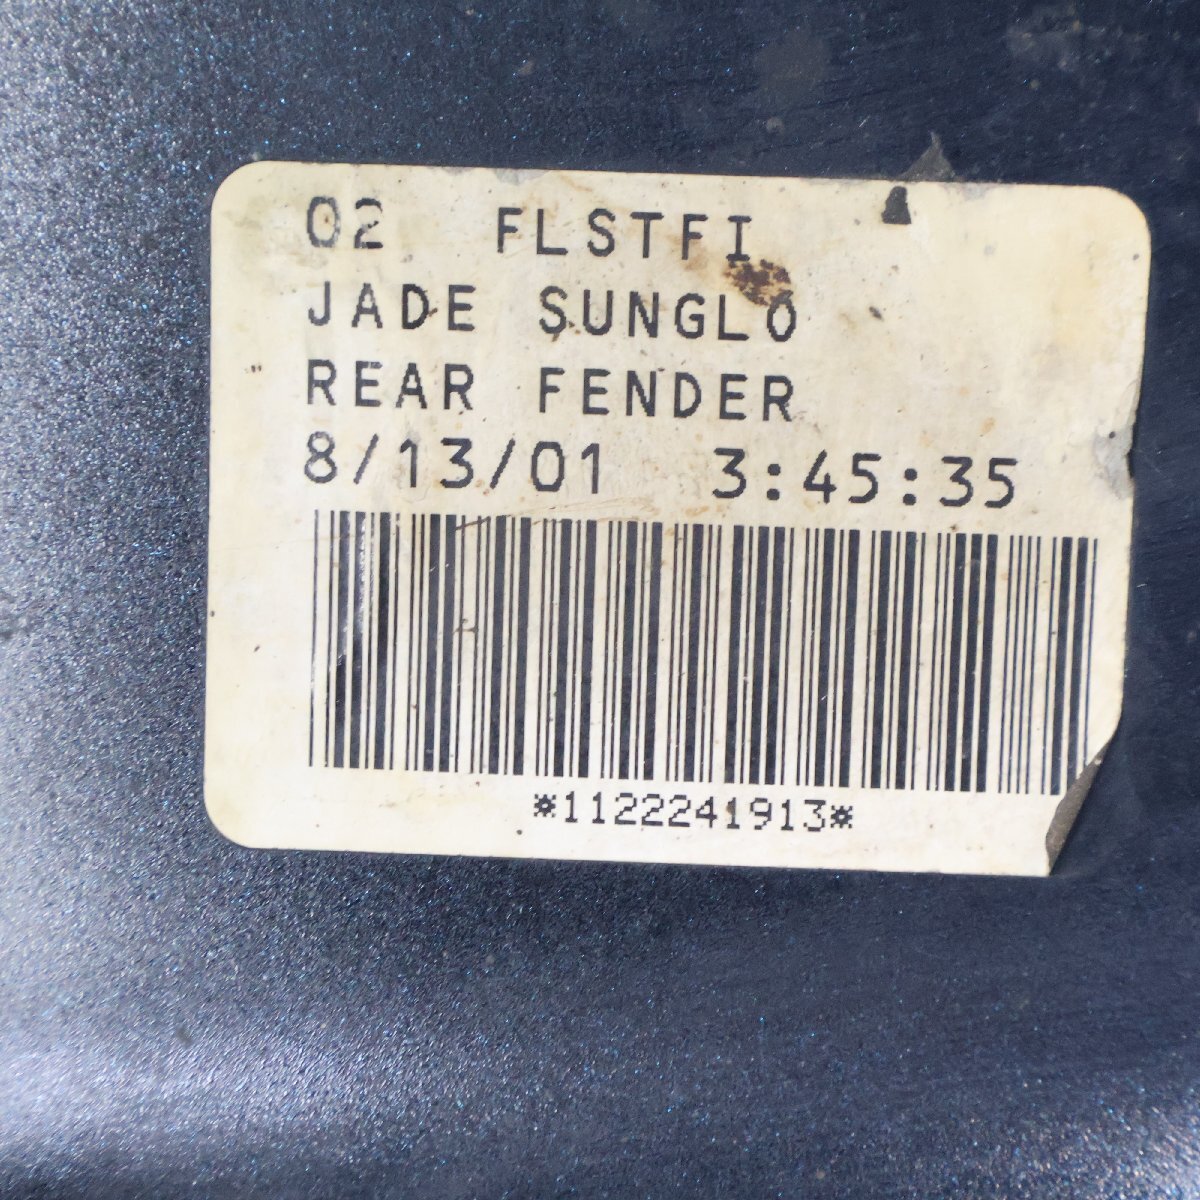 02 FLSTFI
JADE SUNGLO
REAR FENDER
8/13/01 3:45:35
*1122241913*